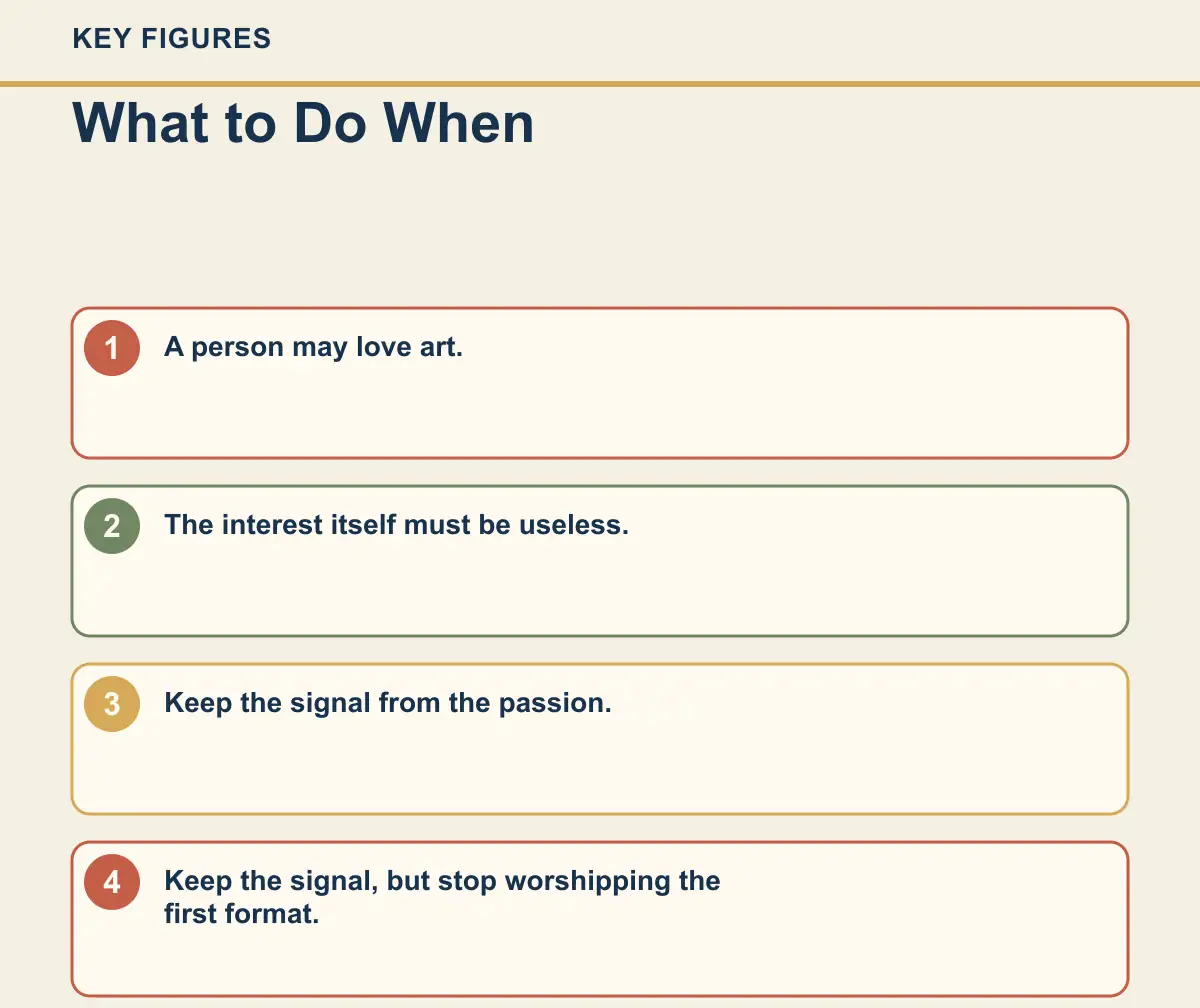 KEY FIGURES
What to Do When
1
A person may love art.
2
The interest itself must be useless.
3
Keep the signal from the passion.
4
Keep the signal, but stop worshipping the
first format.